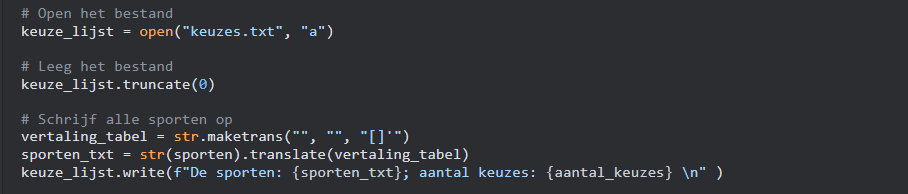 # Open het bestand
keuze_lijst = open("keuzes.txt", "a")
# Leeg het bestand
keuze_lijst.truncate(0)
# Schrijf alle sporten op
vertaling_tabel = str.maketrans("", "", "[]'")
sporten_txt = str(sporten).translate(vertaling_tabel)
keuze_lijst.write(f"De sporten: {sporten_txt}; aantal keuzes: {aantal_keuzes} \n" )